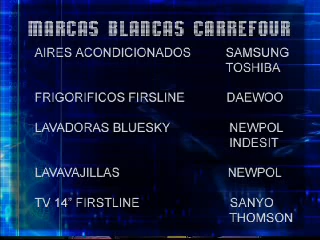 MARCAS BLANCAS CARREFOUR
AIRES ACONDICIONADOS SAMSUNG
TOSHIBA
FRIGORIFICOS FIRSLINE DAEWOO
LAVADORAS BLUESKY NEWPOL
INDESIT
LAVAVAJILLAS NEWPOL
TV 14" FIRSTLINE SANYO
THOMSON